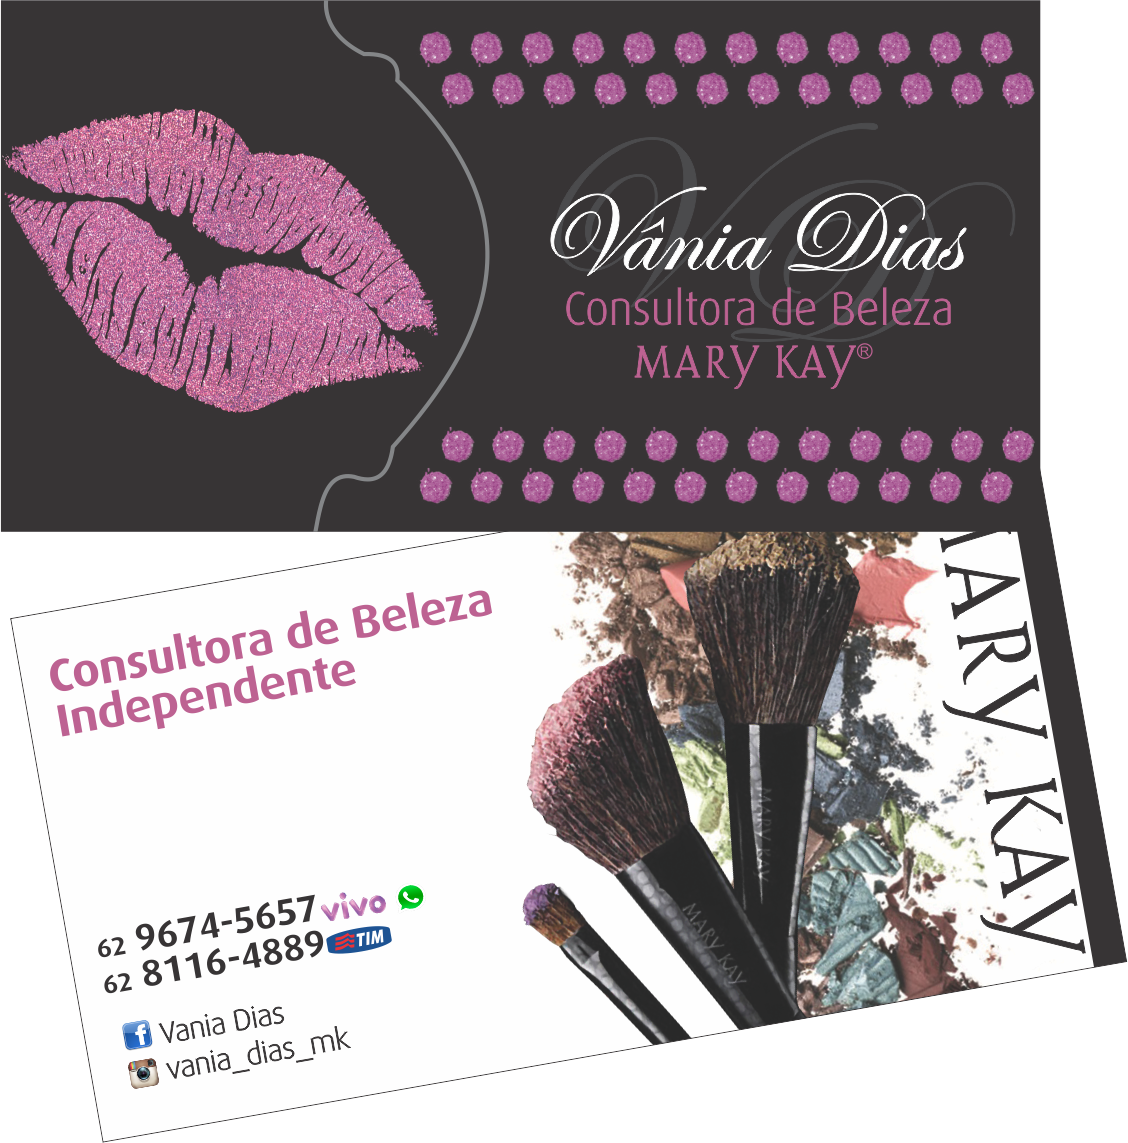 Vânia Dias
Consultora de Beleza
MARY KAY®
VD
Consultora de Beleza
Independente
62 9674-5657 vivo
62 8116-4889 TIM
f Vania Dias
vania_dias_mk
MARY KAY
MARY KAY
MARY KAY